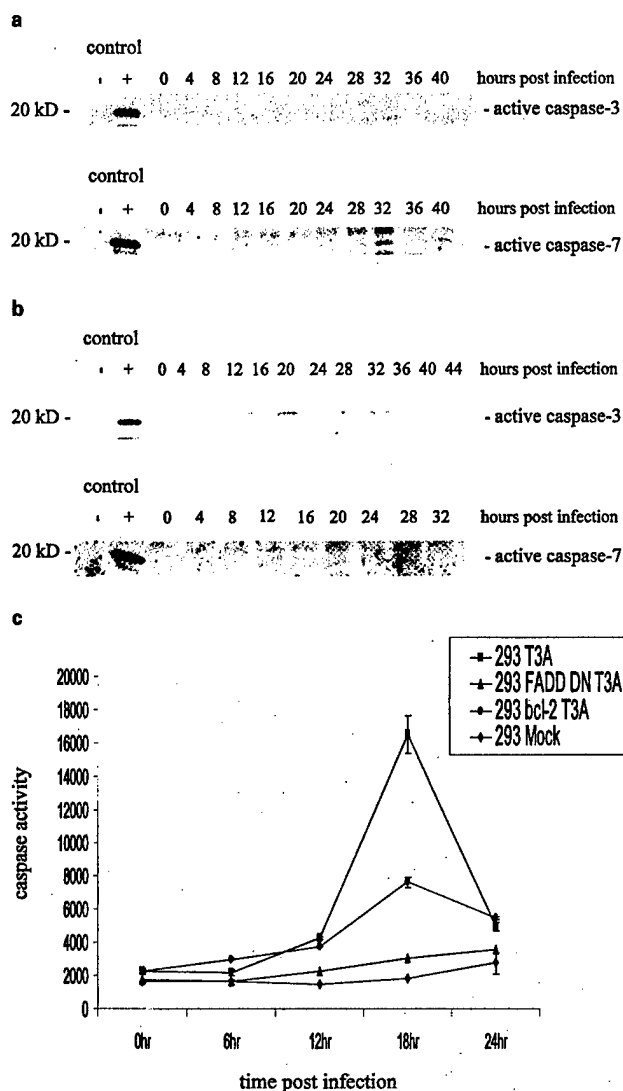 a
control
- + 0 4 8 12 16 20 24 28 32 36 40 hours post infection
20 kD - - active caspase-3
control
- + 0 4 8 12 16 20 24 28 32 36 40 hours post infection
20 kD - - active caspase-7
b
control
- + 0 4 8 12 16 20 24 28 32 36 40 44 hours post infection
20 kD - - active caspase-3
control
- + 0 4 8 12 16 20 24 28 32 hours post infection
20 kD - - active caspase-7
c
293 T3A
293 FADD DN T3A
293 bcl-2 T3A
293 Mock
20000
18000
16000
14000
12000
10000
8000
6000
4000
2000
0
caspase activity
0hr 6hr 12hr 18hr 24hr
time post infection